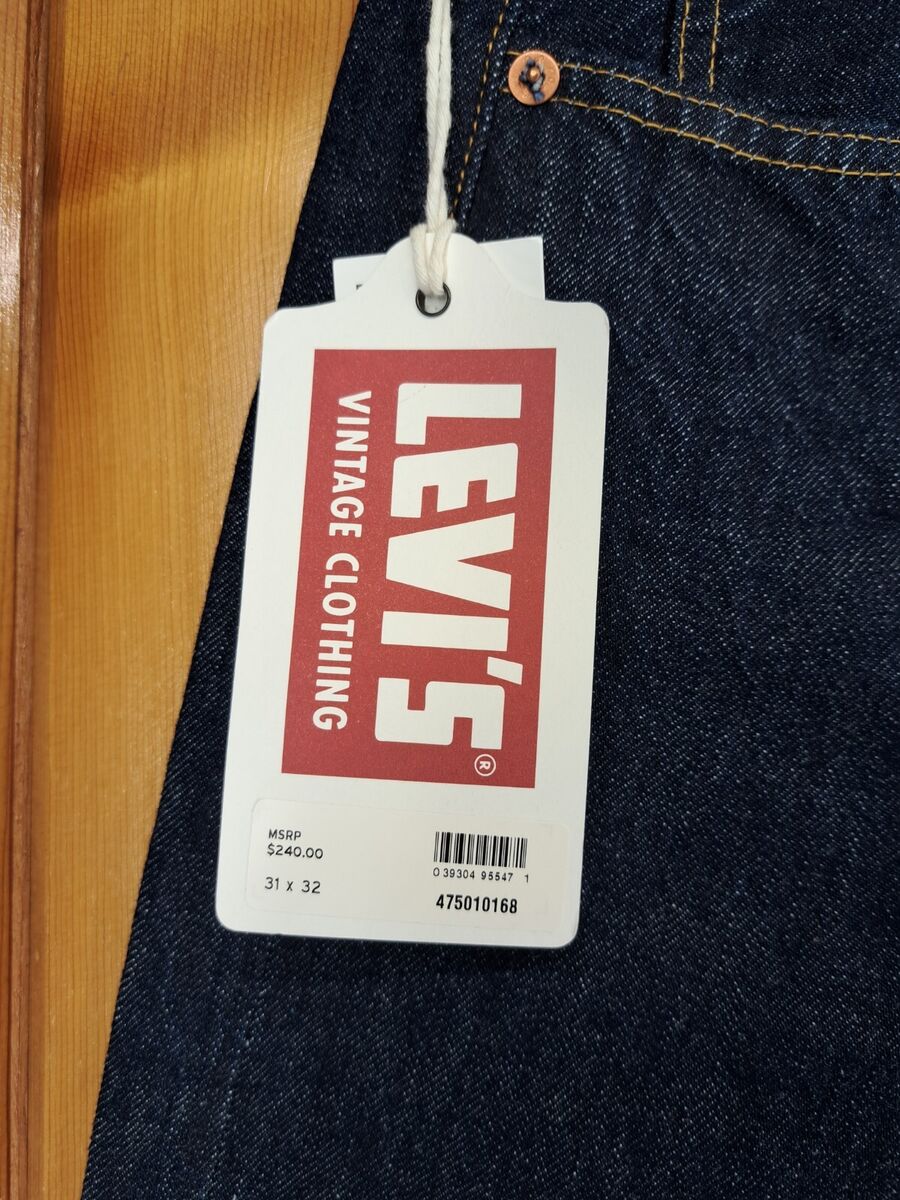 LEVI'S®
VINTAGE CLOTHING
MSRP
$240.00
31 x 32
0 39304 95547 1
475010168